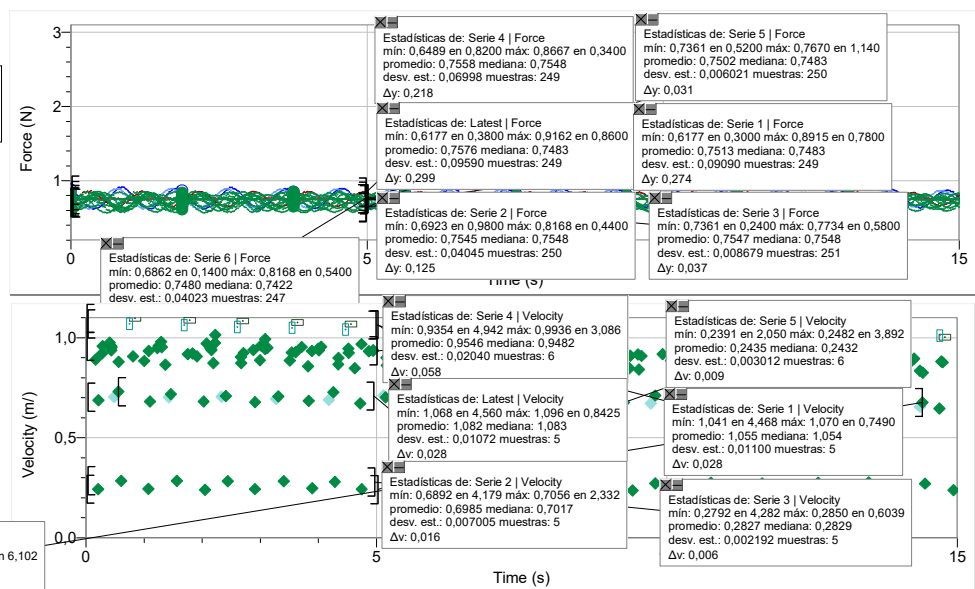 3
2
1
Force (N)
Estadísticas de: Serie 4 | Force
mín: 0,6489 en 0,8200 máx: 0,8667 en 0,3400
promedio: 0,7558 mediana: 0,7548
desv. est.: 0,06998 muestras: 249
Δy: 0,218
Estadísticas de: Serie 5 | Force
mín: 0,7361 en 0,5200 máx: 0,7670 en 1,140
promedio: 0,7502 mediana: 0,7483
desv. est.: 0,006021 muestras: 250
Δy: 0,031
Estadísticas de: Latest | Force
mín: 0,6177 en 0,3800 máx: 0,9162 en 0,8600
promedio: 0,7576 mediana: 0,7483
desv. est.: 0,09590 muestras: 249
Δy: 0,299
Estadísticas de: Serie 1 | Force
mín: 0,6177 en 0,3000 máx: 0,8915 en 0,7800
promedio: 0,7513 mediana: 0,7483
desv. est.: 0,09090 muestras: 249
Δy: 0,274
Estadísticas de: Serie 2 | Force
mín: 0,6923 en 0,9800 máx: 0,8168 en 0,4400
promedio: 0,7545 mediana: 0,7548
desv. est.: 0,04045 muestras: 250
Δy: 0,125
Estadísticas de: Serie 3 | Force
mín: 0,7361 en 0,2400 máx: 0,7734 en 0,5800
promedio: 0,7547 mediana: 0,7548
desv. est.: 0,008679 muestras: 251
Δy: 0,037
Estadísticas de: Serie 6 | Force
mín: 0,6862 en 0,1400 máx: 0,8168 en 0,5400
promedio: 0,7480 mediana: 0,7422
desv. est.: 0,04023 muestras: 247
5
15
Time (s)
1.0
0.5
0.0
Velocity (m/)
Estadísticas de: Serie 4 | Velocity
mín: 0,9354 en 4,942 máx: 0,9936 en 3,086
promedio: 0,9546 mediana: 0,9482
desv. est.: 0,02040 muestras: 6
Δv: 0,058
Estadísticas de: Serie 5 | Velocity
mín: 0,2391 en 2,050 máx: 0,2482 en 3,892
promedio: 0,2435 mediana: 0,2432
desv. est.: 0,003012 muestras: 6
Δv: 0,009
Estadísticas de: Latest | Velocity
mín: 1,068 en 4,560 máx: 1,096 en 0,8425
promedio: 1,082 mediana: 1,083
desv. est.: 0,01072 muestras: 5
Δv: 0,028
Estadísticas de: Serie 1 | Velocity
mín: 1,041 en 4,468 máx: 1,070 en 0,7490
promedio: 1,055 mediana: 1,054
desv. est.: 0,01100 muestras: 5
Δv: 0,028
Estadísticas de: Serie 2 | Velocity
mín: 0,6892 en 4,179 máx: 0,7056 en 2,332
promedio: 0,6985 mediana: 0,7017
desv. est.: 0,007005 muestras: 5
Δv: 0,016
Estadísticas de: Serie 3 | Velocity
mín: 0,2792 en 4,282 máx: 0,2850 en 0,6039
promedio: 0,2827 mediana: 0,2829
desv. est.: 0,002192 muestras: 5
Δv: 0,006
6,102
0
5
15
Time (s)